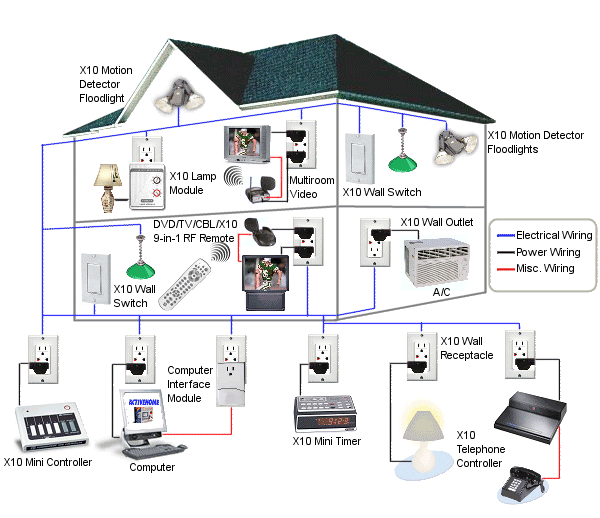 X10 Motion
Detector
Floodlight
X10 Motion Detector
Floodlights
X10 Lamp
Module
Multiroom
Video
X10 Wall Switch
DVD/TV/CBL/X10
9-in-1 RF Remote
X10 Wall Outlet
Electrical Wiring
Power Wiring
Misc. Wiring
X10 Wall
Switch
A/C
Computer
Interface
Module
X10 Wall
Receptacle
ACTIVEHOME
X10 Mini Controller
Computer
X10 Mini Timer
X10
Telephone
Controller